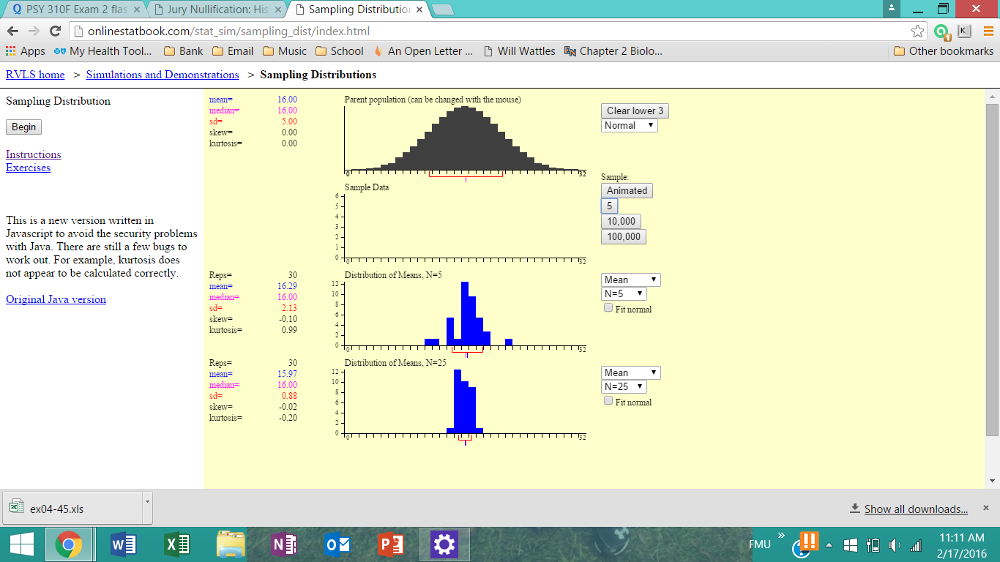 PSY 310F Exam 2 flas
Jury Nullification: His
Sampling Distribution
onlinestatbook.com/stat_sim/sampling_dist/index.html
K
1
Apps
My Health Tool...
Bank
Email
Music
School
An Open Letter ...
Will Wattles
Chapter 2 Biolo...
Other bookmarks
RVLS home > Simulations and Demonstrations > Sampling Distributions
Sampling Distribution
Begin
Instructions
Exercises
This is a new version written in
Javascript to avoid the security problems
with Java. There are still a few bugs to
work out. For example, kurtosis does
not appear to be calculated correctly.
Original Java version
mean= 16.00
median= 16.00
sd= 5.00
skew= 0.00
kurtosis= 0.00
Parent population (can be changed with the mouse)
0 32
Clear lower 3
Normal
Sample Data
6
5
4
3
2
1
0
0 32
Sample:
Animated
5
10,000
100,000
Reps= 30
mean= 16.29
median= 16.00
sd= 2.13
skew= -0.10
kurtosis= 0.99
Distribution of Means, N=5
12
10
8
6
4
2
0
0 32
Mean
N=5
Fit normal
Reps= 30
mean= 15.97
median= 16.00
sd= 0.88
skew= -0.02
kurtosis= -0.20
Distribution of Means, N=25
12
10
8
6
4
2
0
0 32
Mean
N=25
Fit normal
ex04-45.xls
Show all downloads...
FMU
11:11 AM
2/17/2016